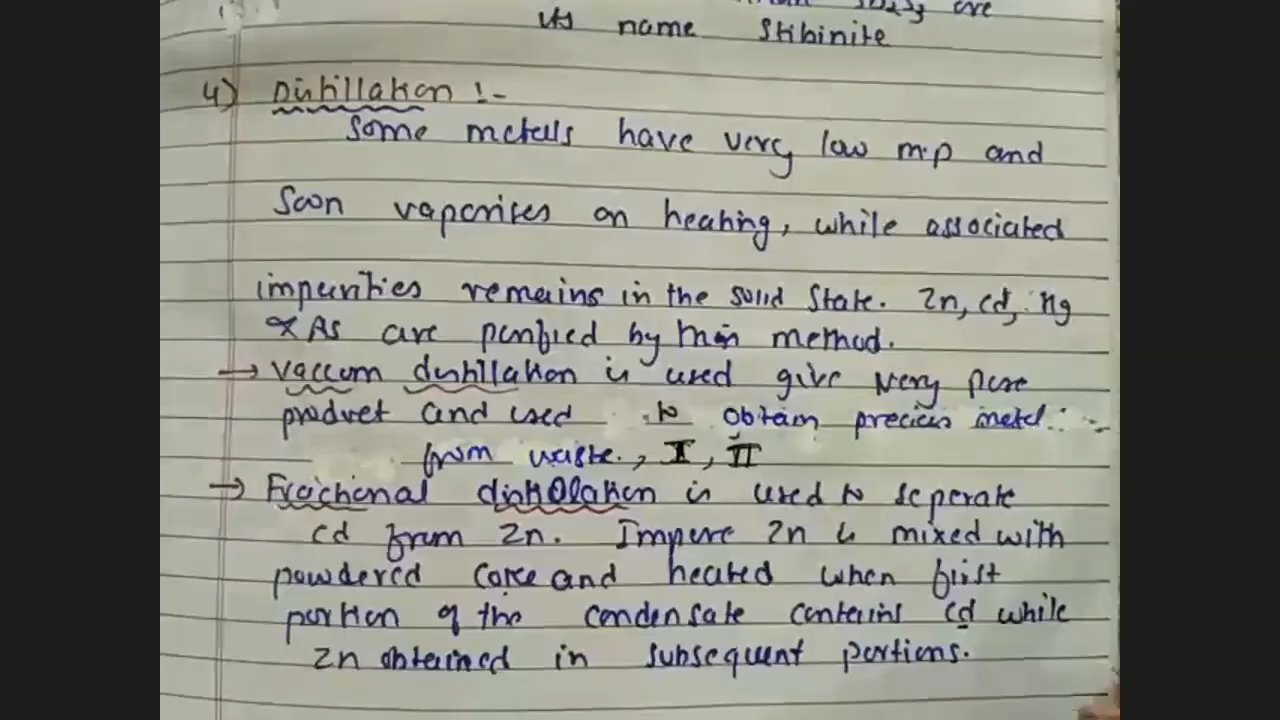 are
Its name Stibinite
4) Distillation :-
Some metals have very low m.p and
Soon vaporises on heating, while associated
impurities remains in the solid State. Zn, Cd, Hg
& As are purified by this method.
→ Vaccum distillation is used give very pure
product and used to obtain precious metal
from waste., I, II
→ Fractional distillation is used to seperate
Cd from Zn. Impure Zn is mixed with
powdered coke and heated when first
portion of the condensate contains Cd while
Zn obtained in subsequent portions.